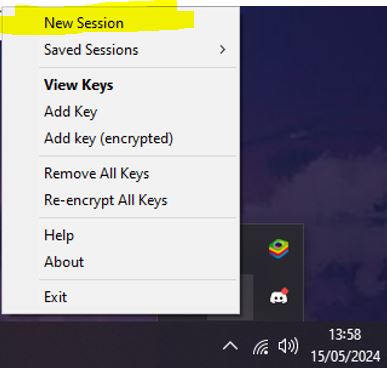 New Session
Saved Sessions
View Keys
Add Key
Add key (encrypted)
Remove All Keys
Re-encrypt All Keys
Help
About
Exit
13:58
15/05/2024